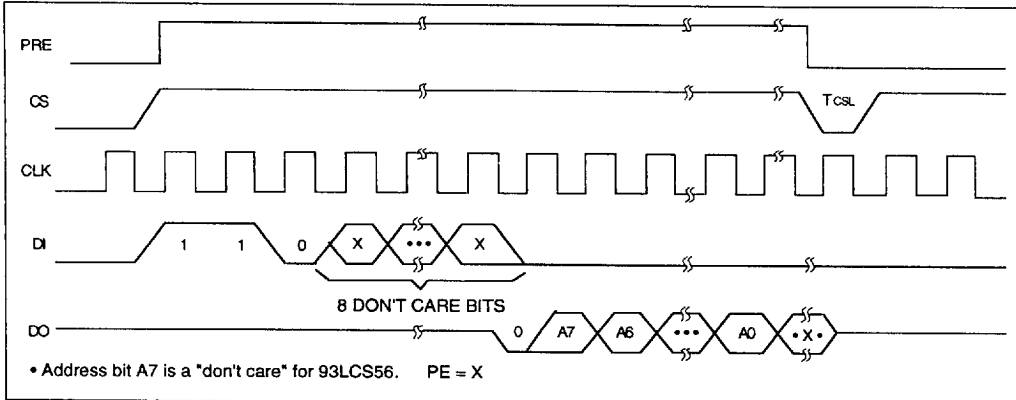 PRE
CS
TCSL
CLK
DI
1 1 0 X ••• X
8 DON'T CARE BITS
DO
0 A7 A6 ••• A0 • X •
• Address bit A7 is a "don't care" for 93LCS56. PE = X